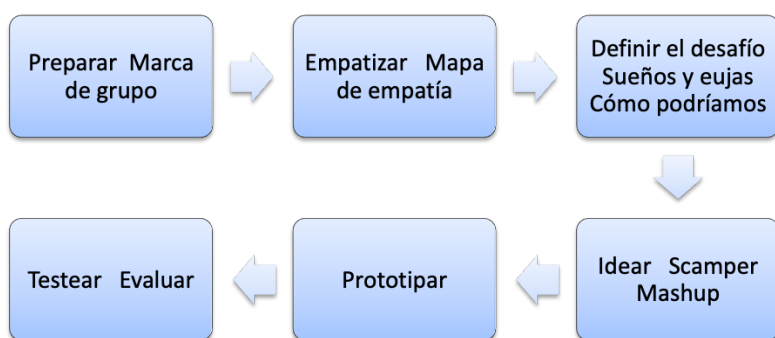 Preparar Marca
de grupo
Empatizar Mapa
de empatía
Definir el desafío
Sueños y eujas
Cómo podríamos
Idear Scamper
Mashup
Prototipar
Testear Evaluar